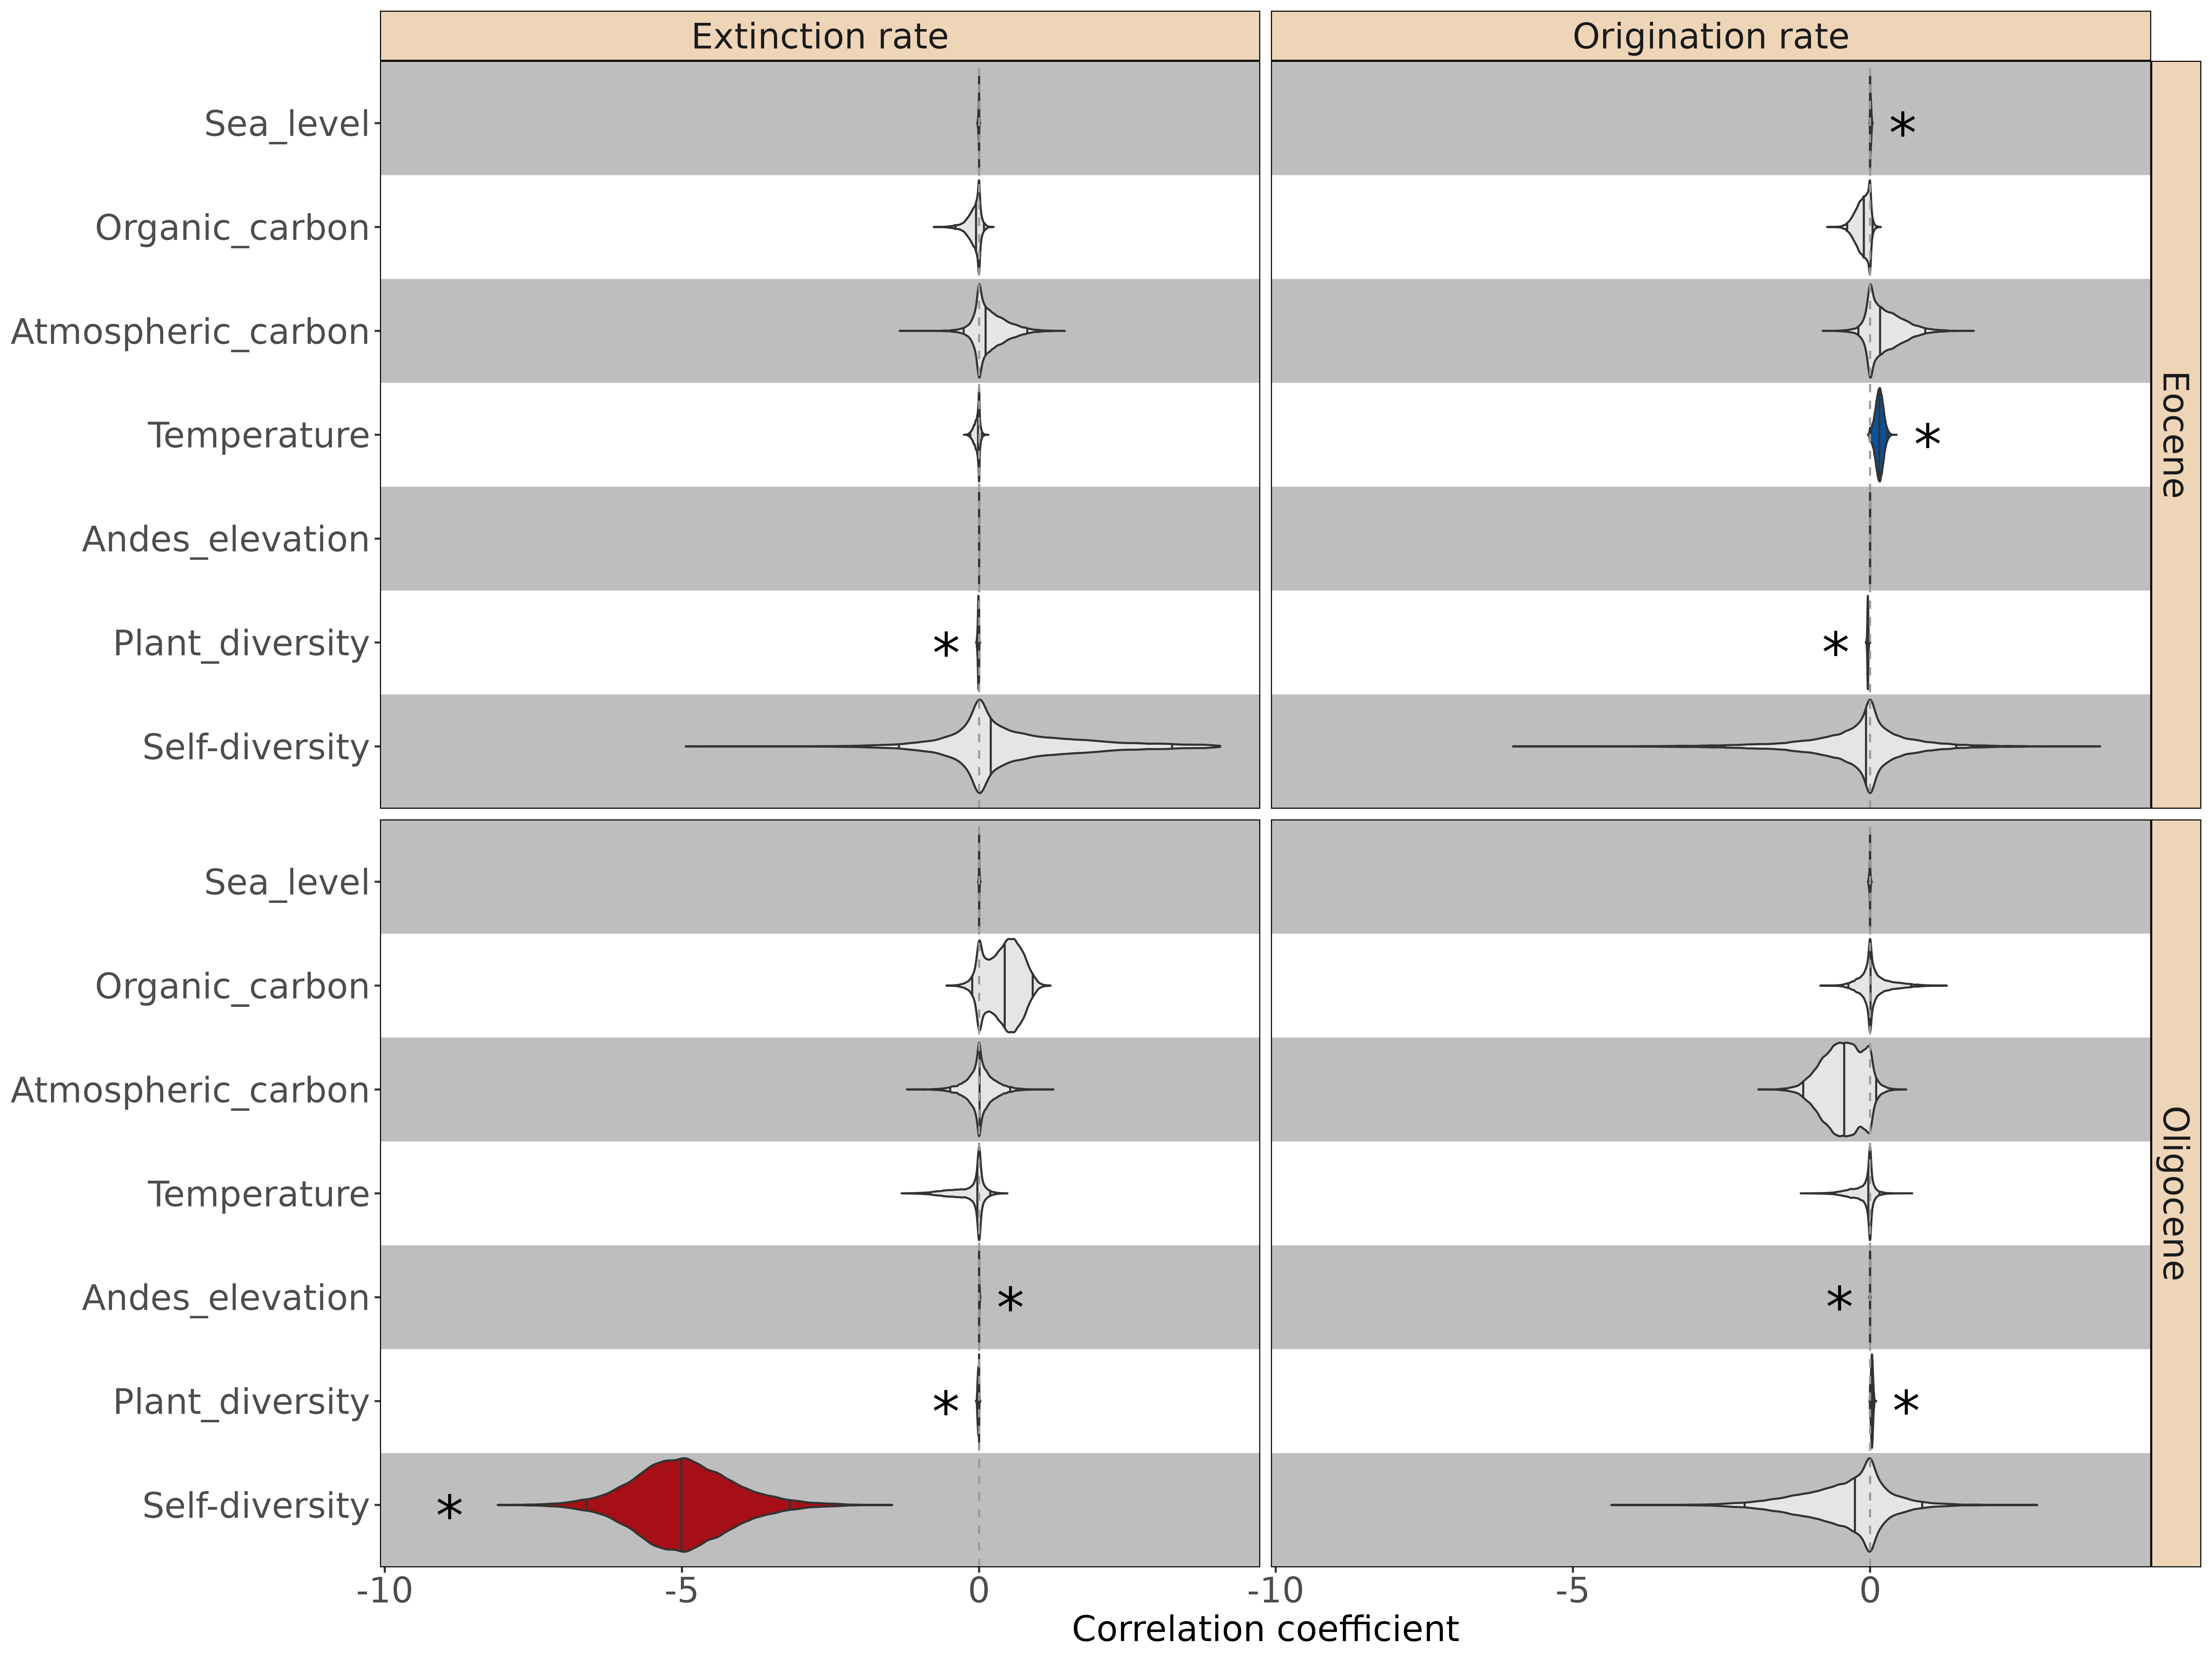 Extinction rate
Origination rate
Eocene
Sea_level
*
Organic_carbon
Atmospheric_carbon
Temperature
*
Andes_elevation
Plant_diversity
*
*
Self-diversity
Oligocene
Sea_level
Organic_carbon
Atmospheric_carbon
Temperature
Andes_elevation
*
*
Plant_diversity
*
*
Self-diversity
*
-10 -5 0 -10 -5 0
Correlation coefficient